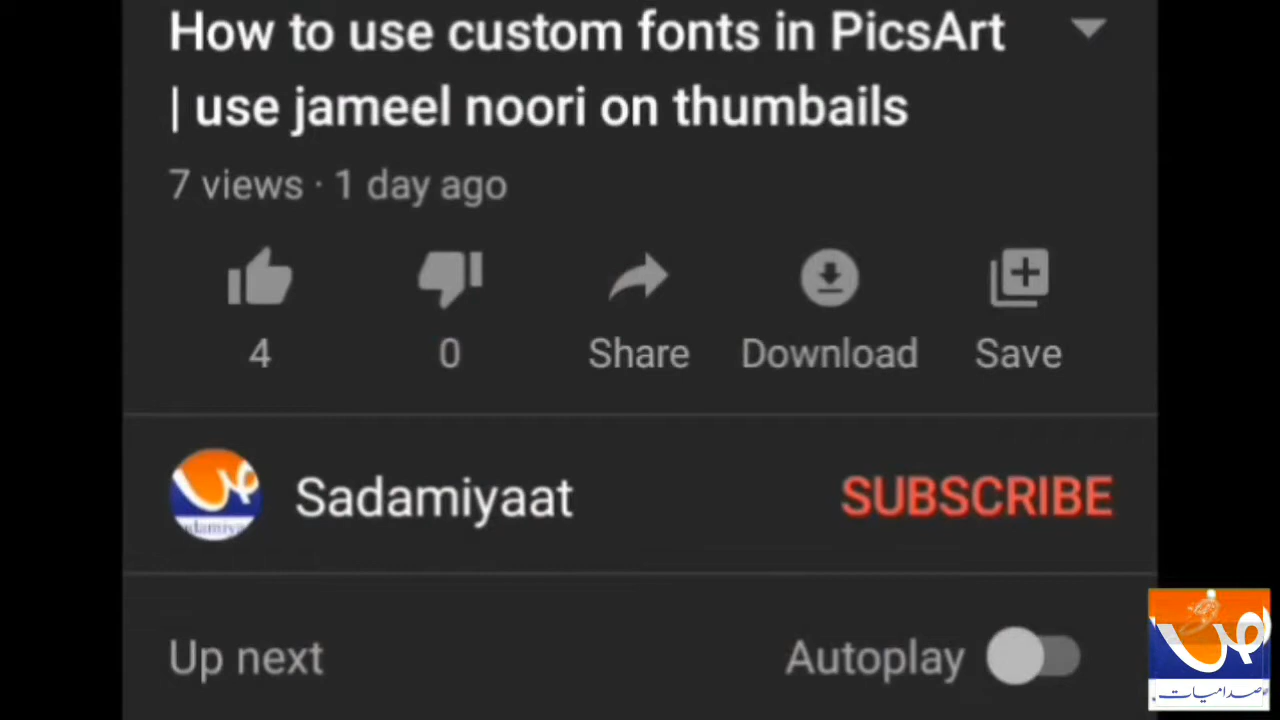 How to use custom fonts in PicsArt
| use jameel noori on thumbails
7 views · 1 day ago
4
0
Share
Download
Save
Sadamiyaat
SUBSCRIBE
Up next
Autoplay
صدامیات